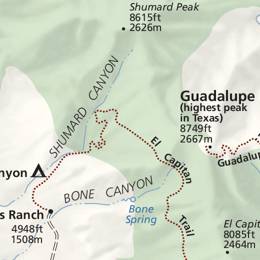 Shumard Peak
8615ft
2626m
SHUMARD CANYON
Guadalupe
(highest peak
in Texas)
8749ft
2667m
Guadalup
El Capitan
Trail
nyon
BONE CANYON
s Ranch
4948ft
1508m
Bone
Spring
El Capit
8085ft
2464m